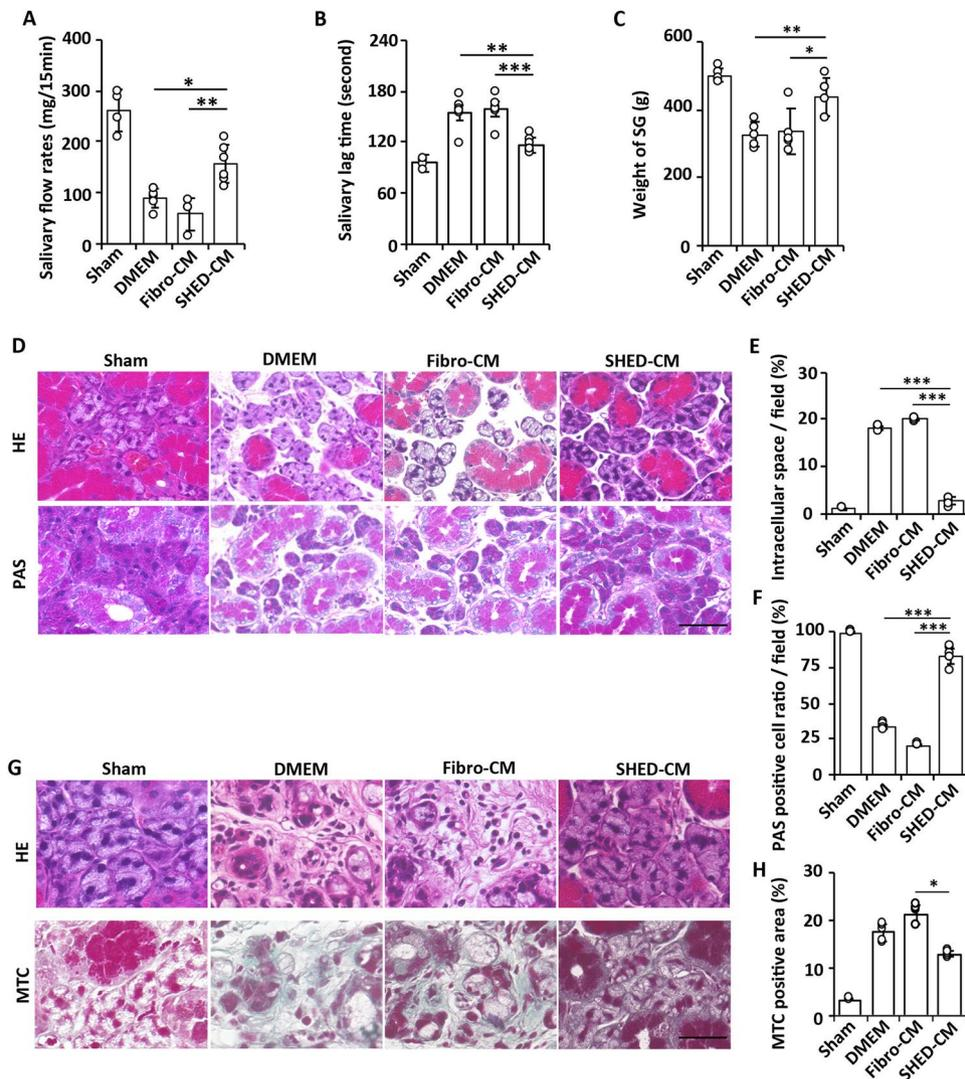 A
Salivary flow rates (mg/15min)
400
300
200
100
0
*
**
Sham
DMEM
Fibro-CM
SHED-CM
B
Salivary lag time (second)
240
180
120
60
0
**
***
Sham
DMEM
Fibro-CM
SHED-CM
C
Weight of SG (g)
600
400
200
0
**
*
Sham
DMEM
Fibro-CM
SHED-CM
D
Sham
DMEM
Fibro-CM
SHED-CM
HE
PAS
E
Intracellular space / field (%)
30
20
10
0
***
***
Sham
DMEM
Fibro-CM
SHED-CM
F
PAS positive cell ratio / field (%)
100
75
50
25
0
***
***
Sham
DMEM
Fibro-CM
SHED-CM
G
Sham
DMEM
Fibro-CM
SHED-CM
HE
MTC
H
MTC positive area (%)
30
20
10
0
*
Sham
DMEM
Fibro-CM
SHED-CM